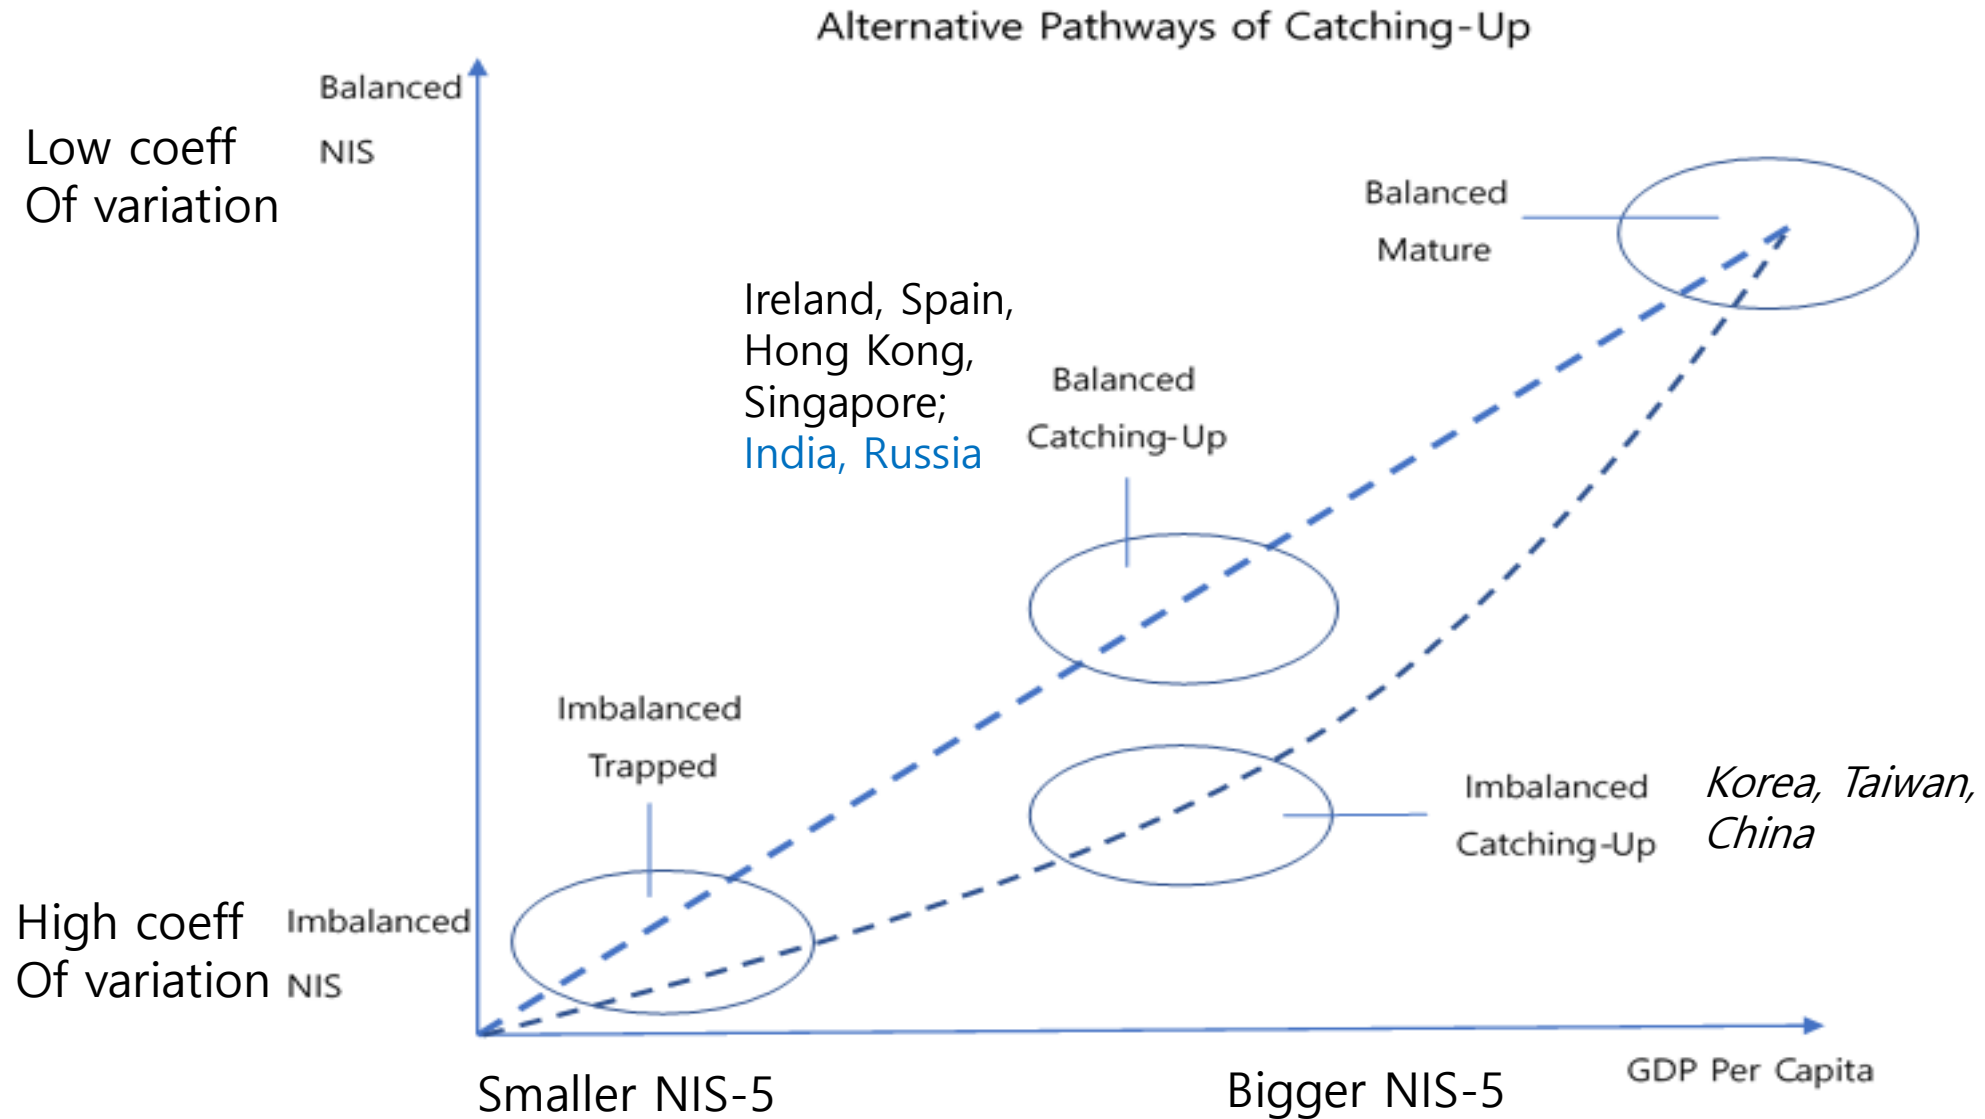 Alternative Pathways of Catching-Up
Balanced
NIS
Low coeff
Of variation
Balanced
Mature
Ireland, Spain,
Hong Kong,
Singapore;
India, Russia
Balanced
Catching-Up
Imbalanced
Trapped
Imbalanced
Catching-Up
Korea, Taiwan,
China
High coeff
Of variation
Imbalanced
NIS
GDP Per Capita
Smaller NIS-5
Bigger NIS-5